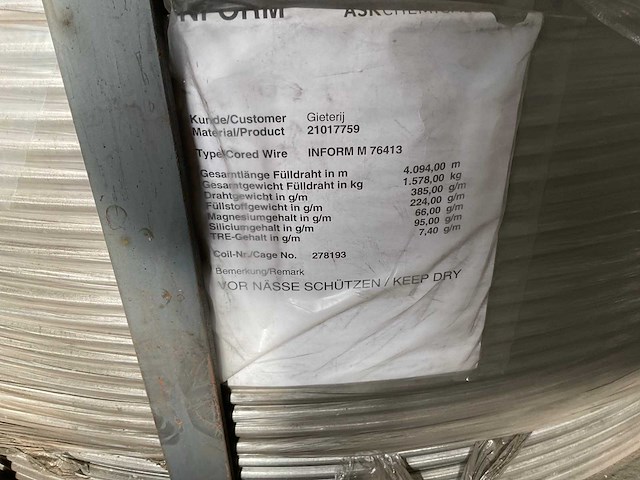 INFORM ASKCHEMICALS
Kunde/Customer Gieterij
Material/Product 21017759
Type/Cored Wire INFORM M 76413
Gesamtlänge Fülldraht in m 4.094,00 m
Gesamtgewicht Fülldraht in kg 1.578,00 kg
Drahtgewicht in g/m 385,00 g/m
Füllstoffgewicht in g/m 224,00 g/m
Magnesiumgehalt in g/m 66,00 g/m
Siliciumgehalt in g/m 95,00 g/m
TRE-Gehalt in g/m 7,40 g/m
Coil-Nr./Cage No. 278193
Bemerkung/Remark
VOR NÄSSE SCHÜTZEN / KEEP DRY